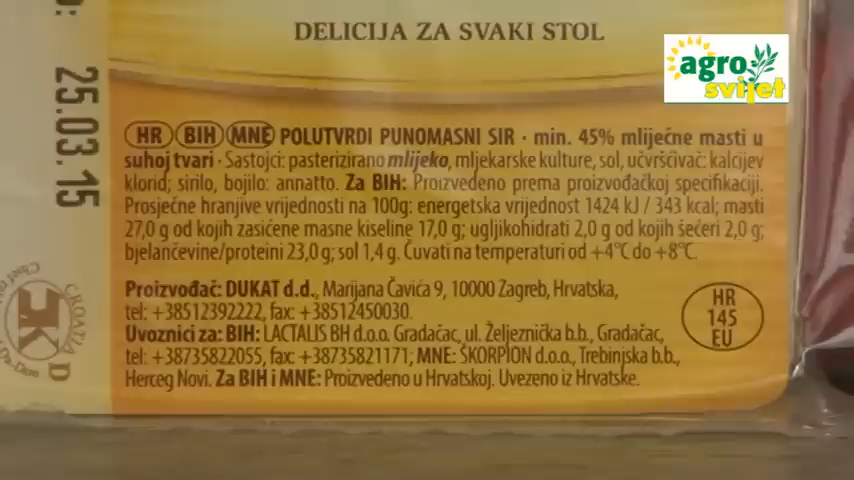 DELICIJA ZA SVAKI STOL
agro
svijet
25.03.15
HR BIH MNE POLUTVRDI PUNOMASNI SIR · min. 45% mliječne masti u
suhoj tvari · Sastojci: pasterizirano mlijeko, mljekarske kulture, sol, učvršćivač: kalcijev
klorid; sirilo, bojilo: annatto. Za BIH: Proizvedeno prema proizvođačkoj specifikaciji.
Prosječne hranjive vrijednosti na 100g: energetska vrijednost 1424 kJ / 343 kcal; masti
27,0 g od kojih zasićene masne kiseline 17,0 g; ugljikohidrati 2,0 g od kojih šećeri 2,0 g;
bjelančevine/proteini 23,0 g; sol 1,4 g. Čuvati na temperaturi od +4°C do +8°C.
Proizvođač: DUKAT d.d., Marijana Čavića 9, 10000 Zagreb, Hrvatska,
tel: +38512392222, fax: +38512450030.
Uvoznici za: BIH: LACTALIS BH d.o.o. Gradačac, ul. Željeznička b.b., Gradačac,
tel: +38735822055, fax: +38735821171; MNE: ŠKORPION d.o.o., Trebinjska b.b.,
Herceg Novi. Za BIH i MNE: Proizvedeno u Hrvatskoj. Uvezeno iz Hrvatske.
HR
145
EU
CROATIA
K
D